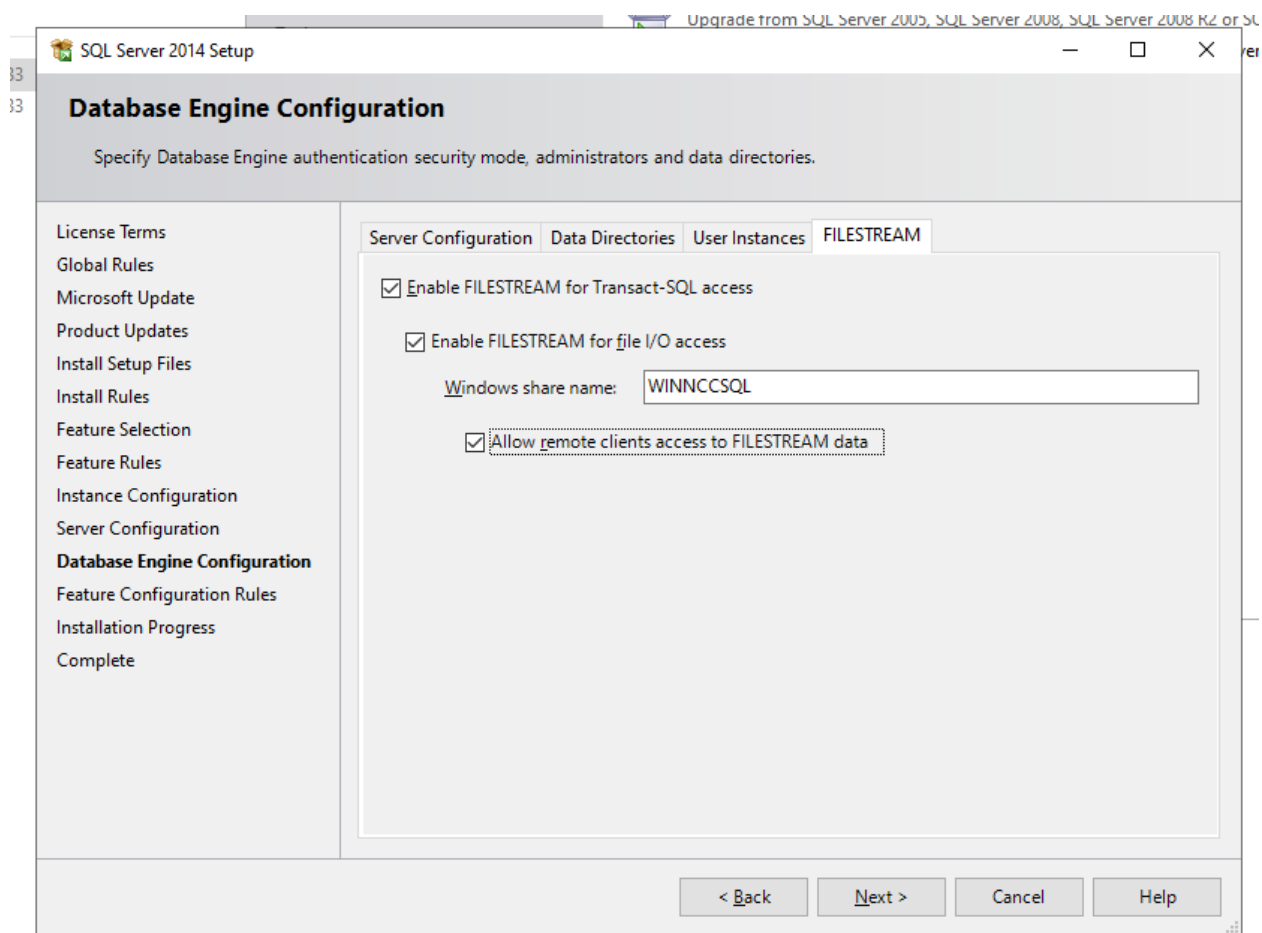 Upgrade from SQL Server 2005, SQL Server 2008, SQL Server 2008 R2 or
SQL Server 2014 Setup
33
33
Database Engine Configuration
Specify Database Engine authentication security mode, administrators and data directories.
License Terms
Global Rules
Microsoft Update
Product Updates
Install Setup Files
Install Rules
Feature Selection
Feature Rules
Instance Configuration
Server Configuration
Database Engine Configuration
Feature Configuration Rules
Installation Progress
Complete
Server Configuration Data Directories User Instances FILESTREAM
Enable FILESTREAM for Transact-SQL access
Enable FILESTREAM for file I/O access
Windows share name: WINNCCSQL
Allow remote clients access to FILESTREAM data
< Back Next > Cancel Help